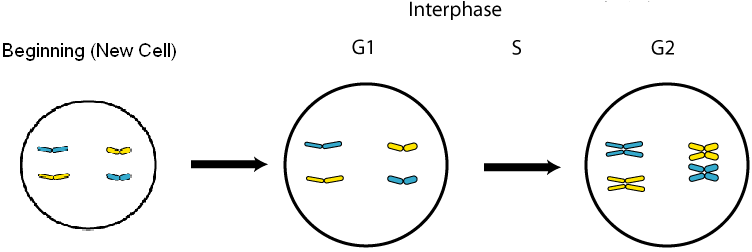 Interphase
Beginning (New Cell) G1 S G2